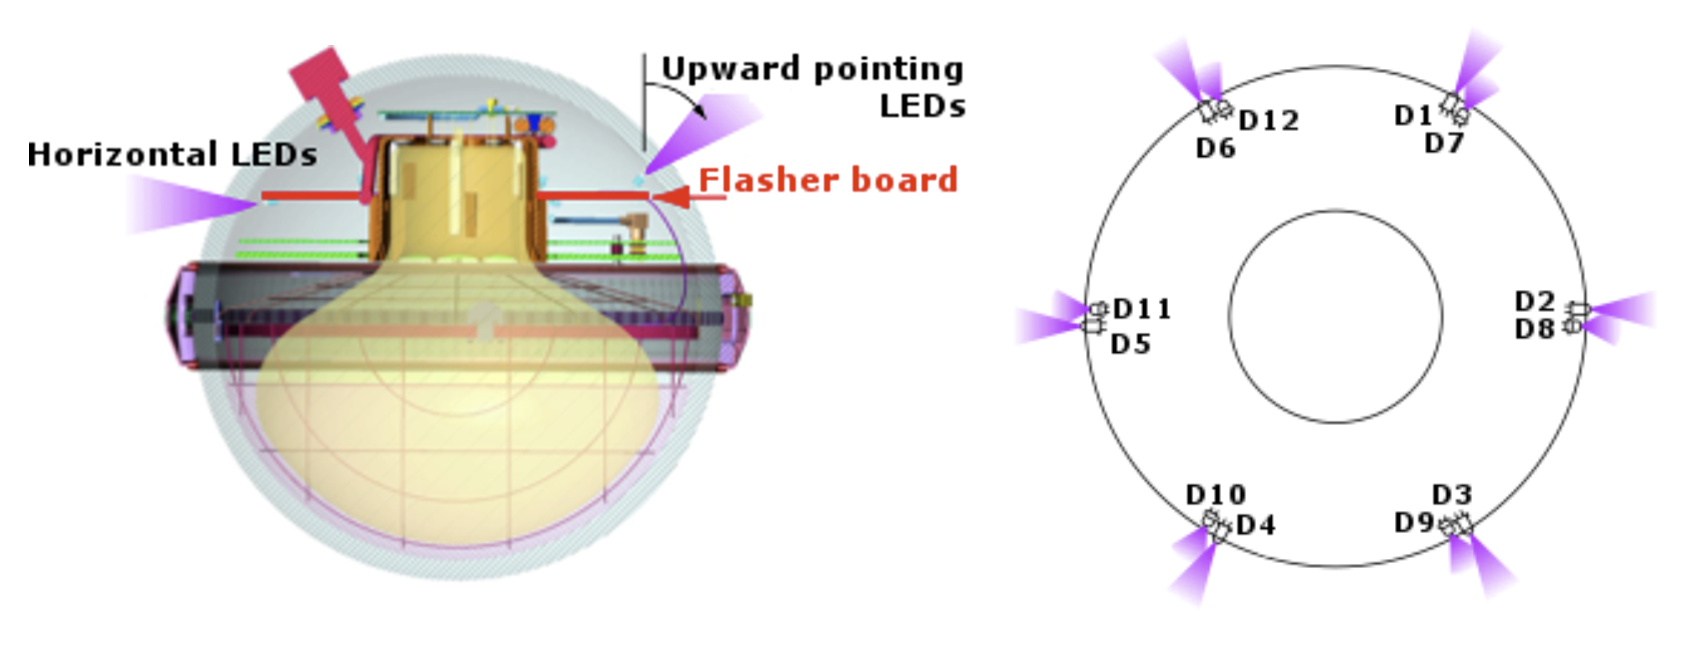 Upward pointing
LEDs
Horizontal LEDs
Flasher board
D12
D6
D1
D7
D11
D5
D2
D8
D10
D4
D3
D9